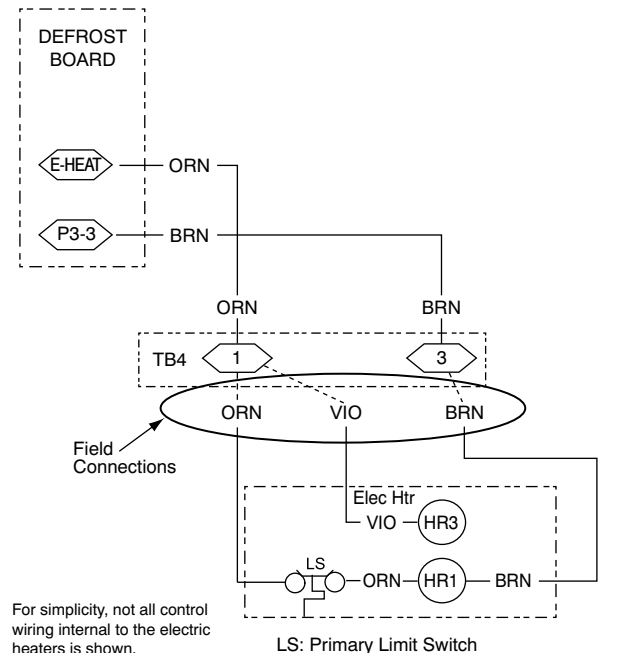 DEFROST
BOARD
E-HEAT
ORN
P3-3
BRN
ORN
BRN
TB4
1
3
ORN
VIO
BRN
Field
Connections
Elec Htr
VIO
HR3
LS
ORN
HR1
BRN
For simplicity, not all control
wiring internal to the electric
heaters is shown.
LS: Primary Limit Switch